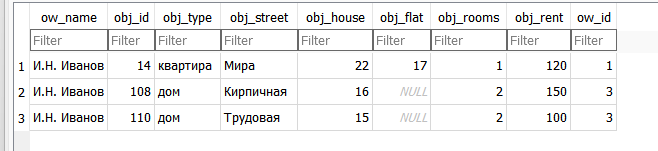 ow_name obj_id obj_type obj_street obj_house obj_flat obj_rooms obj_rent ow_id
Filter Filter Filter Filter Filter Filter Filter Filter Filter
1 И.Н. Иванов 14 квартира Мира 22 17 1 120 1
2 И.Н. Иванов 108 дом Кирпичная 16 NULL 2 150 3
3 И.Н. Иванов 110 дом Трудовая 15 NULL 2 100 3